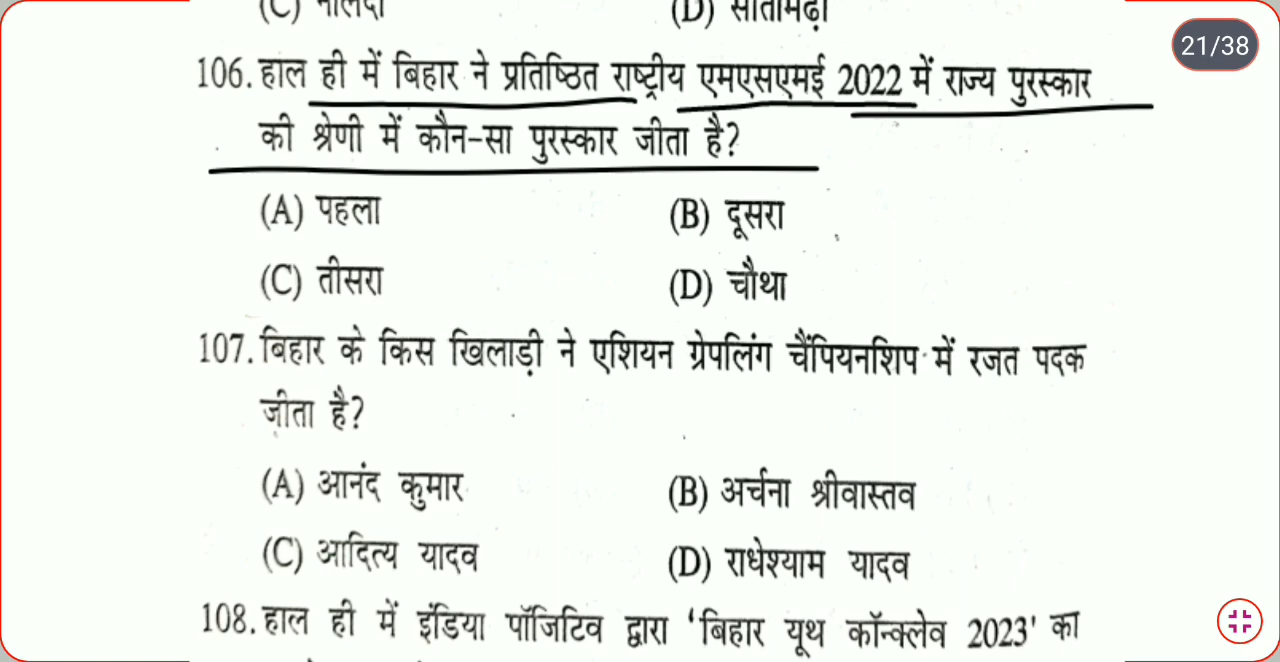 (C) नालंदा (D) सीतामढ़ी
21/38
106. हाल ही में बिहार ने प्रतिष्ठित राष्ट्रीय एमएसएमई 2022 में राज्य पुरस्कार
की श्रेणी में कौन-सा पुरस्कार जीता है?
(A) पहला (B) दूसरा
(C) तीसरा (D) चौथा
107. बिहार के किस खिलाड़ी ने एशियन ग्रेपलिंग चैंपियनशिप में रजत पदक
जीता है?
(A) आनंद कुमार (B) अर्चना श्रीवास्तव
(C) आदित्य यादव (D) राधेश्याम यादव
108. हाल ही में इंडिया पॉजिटिव द्वारा 'बिहार यूथ कॉन्क्लेव 2023' का